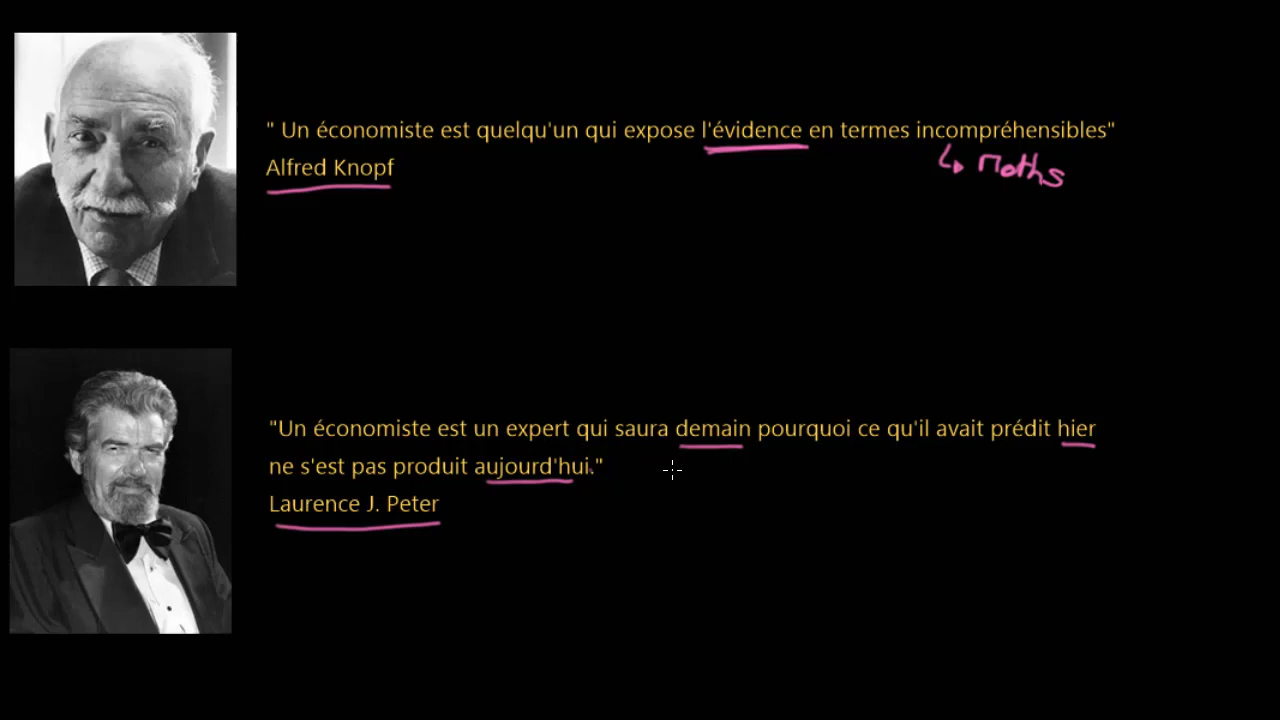 " Un économiste est quelqu'un qui expose l'évidence en termes incompréhensibles"
Alfred Knopf
Maths
"Un économiste est un expert qui saura demain pourquoi ce qu'il avait prédit hier
ne s'est pas produit aujourd'hui."
Laurence J. Peter